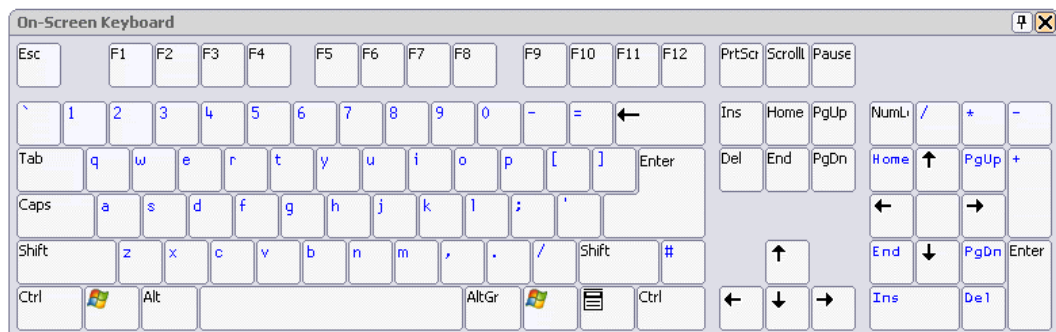 On-Screen Keyboard
Esc F1 F2 F3 F4 F5 F6 F7 F8 F9 F10 F11 F12 PrtScr ScrollL Pause
` 1 2 3 4 5 6 7 8 9 0 - = ← Ins Home PgUp NumL / * -
Tab q w e r t y u i o p [ ] Enter Del End PgDn Home ↑ PgUp +
Caps a s d f g h j k l ; ' ← →
Shift z x c v b n m , . / Shift # ↑ End ↓ PgDn Enter
Ctrl Alt AltGr Ctrl ← ↓ → Ins Del